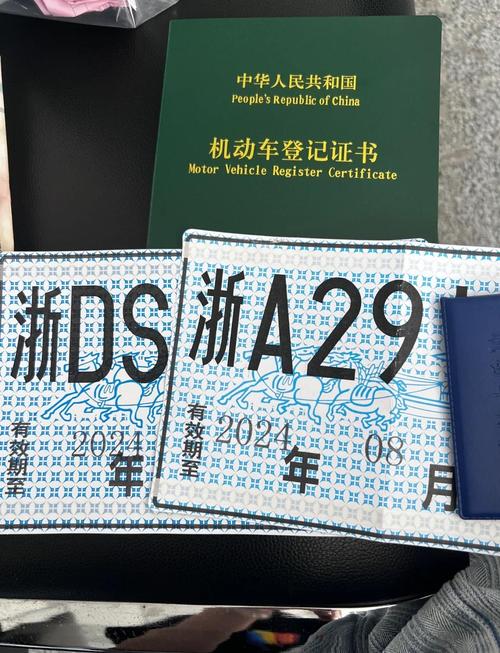 中华人民共和国
People's Republic of China
机动车登记证书
Motor Vehicle Register Certificate
浙DS
有效期至
2024
年
浙A29
有效期至
2024
年
08
月